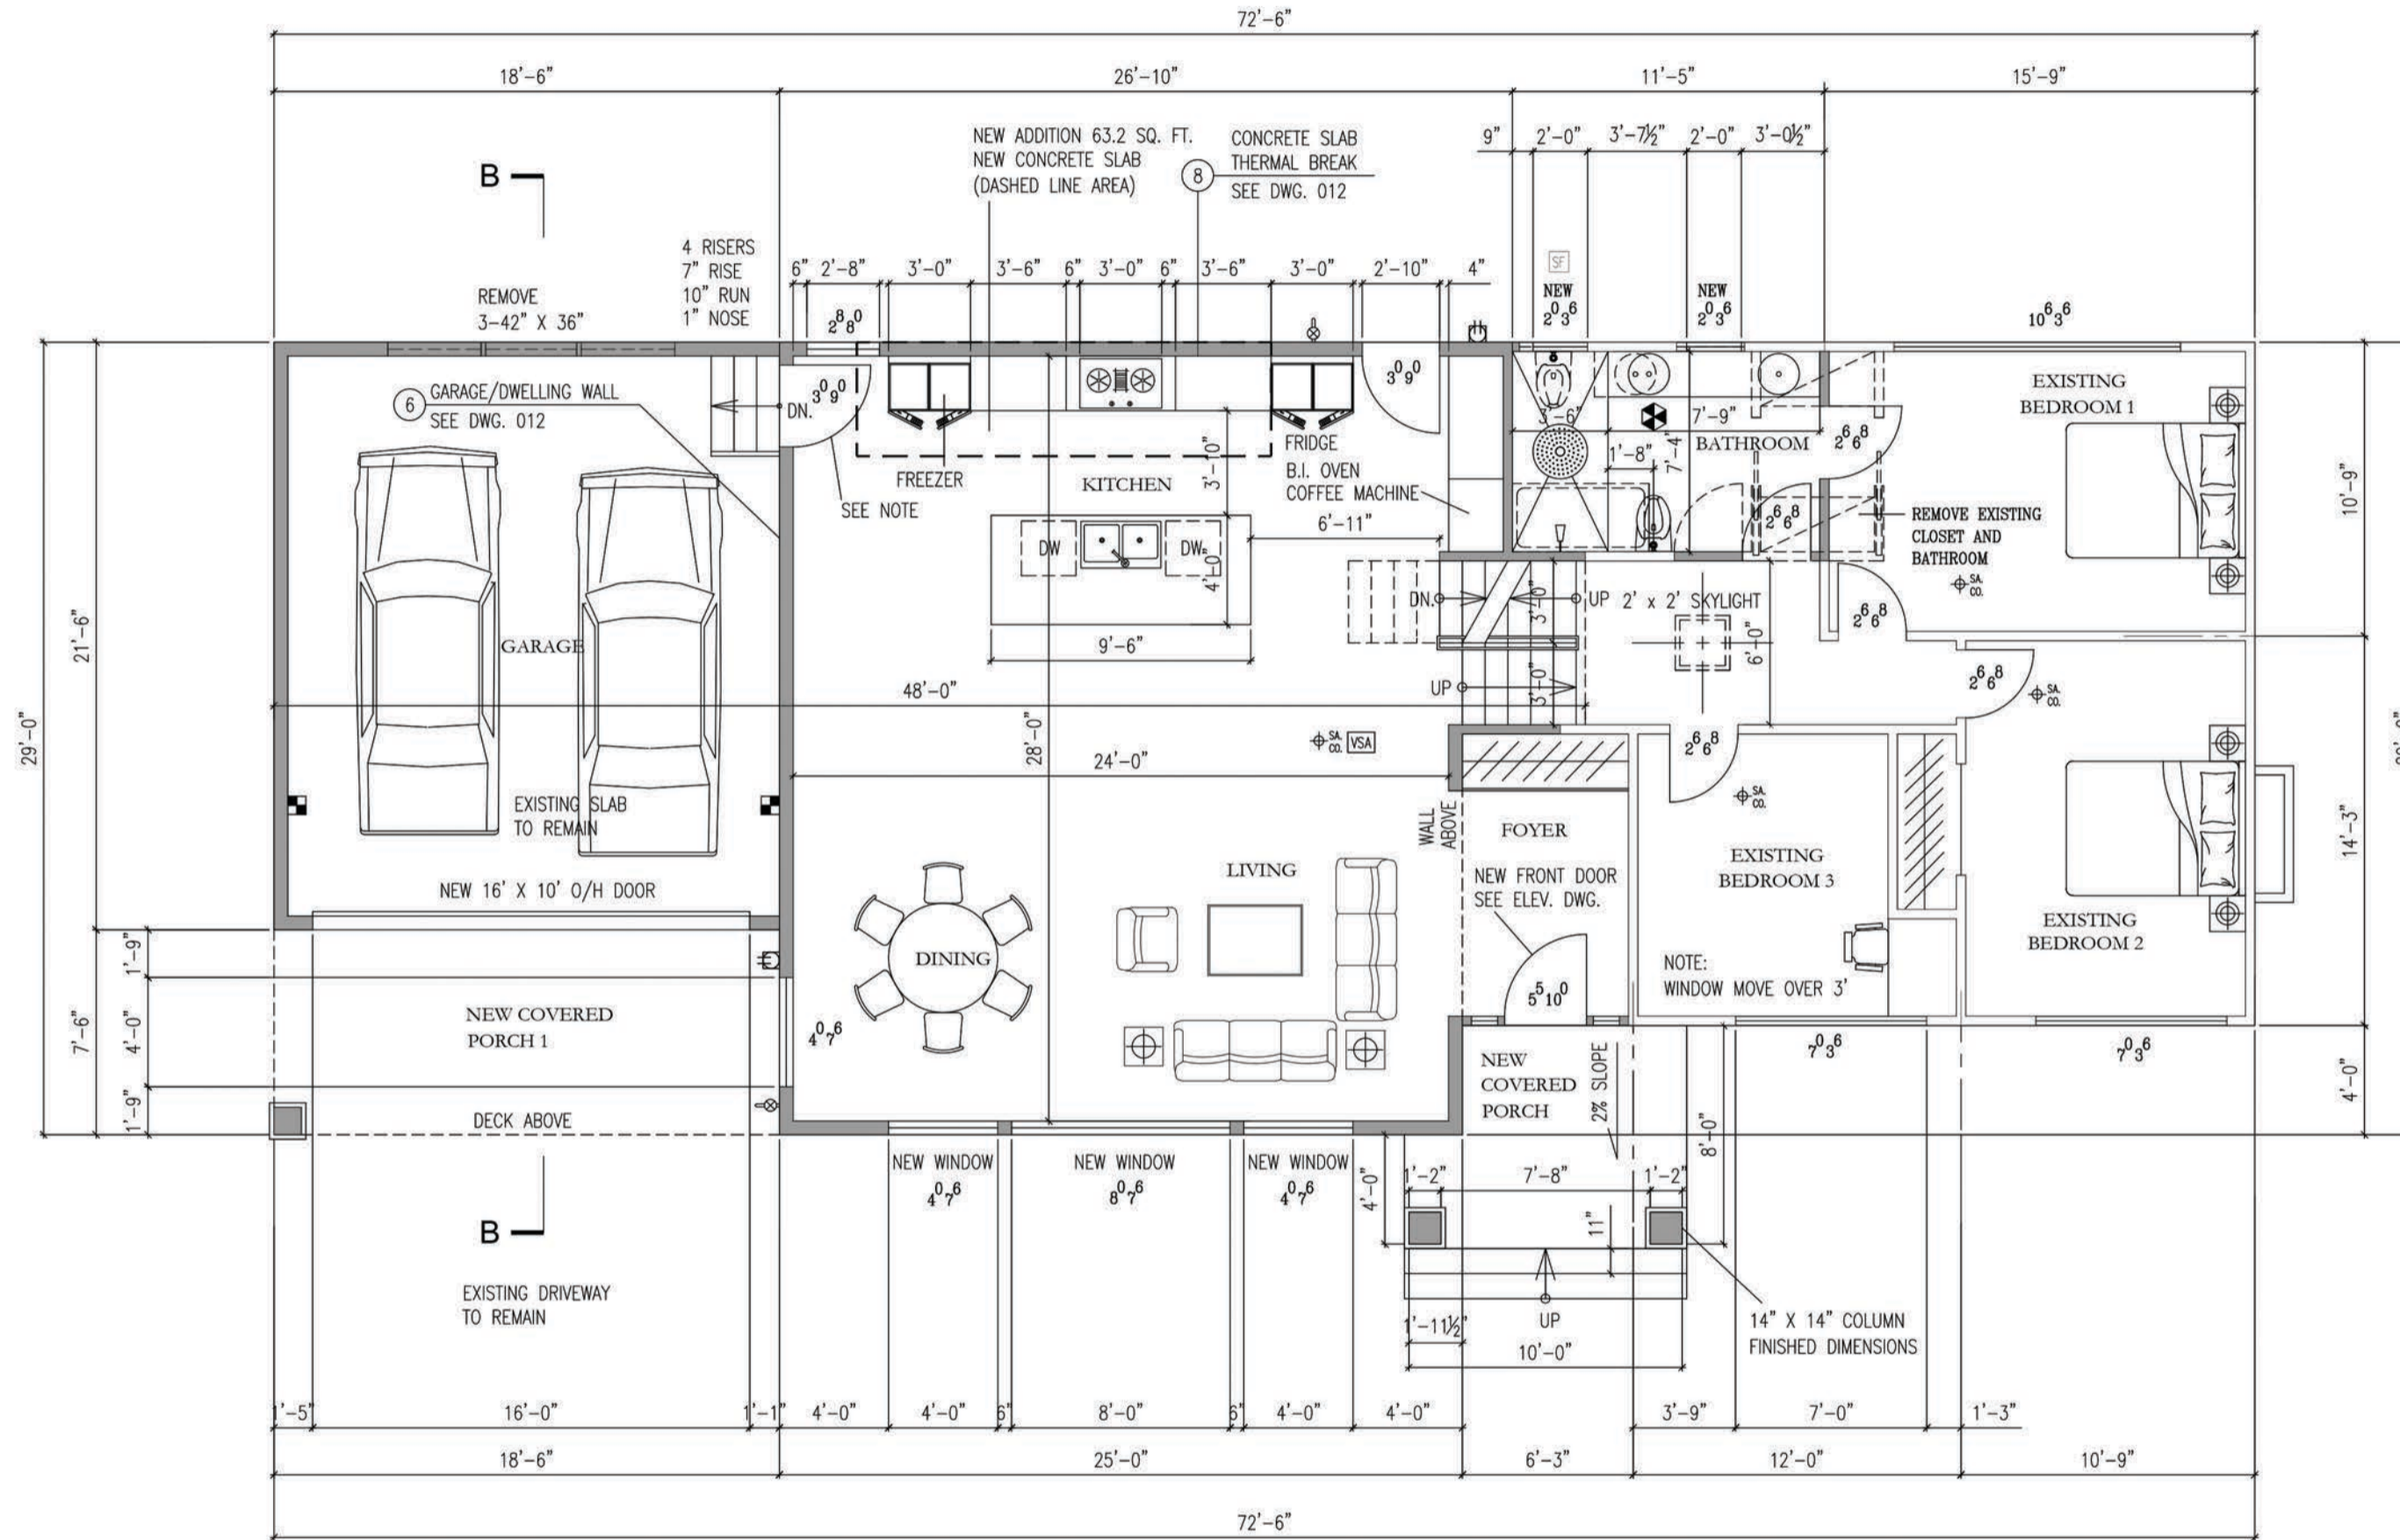 72'-6"
18'-6"
26'-10"
11'-5"
15'-9"
NEW ADDITION 63.2 SQ. FT.
NEW CONCRETE SLAB
(DASHED LINE AREA)
8
CONCRETE SLAB
THERMAL BREAK
SEE DWG. 012
9"
2'-0"
3'-7½"
2'-0"
3'-0½"
B
4 RISERS
7" RISE
10" RUN
1" NOSE
REMOVE
3-42" X 36"
6"
2'-8"
3'-0"
3'-6"
6"
3'-0"
6"
3'-6"
3'-0"
2'-10"
4"
SF
NEW
2⁰3⁶
NEW
2⁰3⁶
10⁶3⁶
2⁸8⁰
6
GARAGE/DWELLING WALL
SEE DWG. 012
DN.
3⁰9⁰
3⁰9⁰
SEE NOTE
FREEZER
KITCHEN
3'-10"
FRIDGE
B.I. OVEN
COFFEE MACHINE
6'-11"
3'-6"
7'-9"
BATHROOM
1'-8"
7'-4"
2⁶6⁸
2⁶6⁸
EXISTING
BEDROOM 1
REMOVE EXISTING
CLOSET AND
BATHROOM
SA.
CO.
10'-9"
DW
DW
4'-0"
9'-6"
DN.
UP
3'-0"
2' x 2' SKYLIGHT
6'-0"
2⁶6⁸
UP
3'-0"
2⁶6⁸
SA.
CO.
21'-6"
29'-0"
GARAGE
48'-0"
28'-0"
24'-0"
SA.
CO.
VSA
2⁶6⁸
SA.
CO.
EXISTING SLAB
TO REMAIN
NEW 16' X 10' O/H DOOR
WALL
ABOVE
FOYER
NEW FRONT DOOR
SEE ELEV. DWG.
5⁵10⁰
LIVING
DINING
EXISTING
BEDROOM 3
NOTE:
WINDOW MOVE OVER 3'
EXISTING
BEDROOM 2
14'-3"
1'-9"
4'-0"
1'-9"
7'-6"
NEW COVERED
PORCH 1
4⁰7⁶
DECK ABOVE
NEW
COVERED
PORCH
2% SLOPE
7⁰3⁶
7⁰3⁶
4'-0"
8'-0"
NEW WINDOW
4⁰7⁶
NEW WINDOW
8⁰7⁶
NEW WINDOW
4⁰7⁶
4'-0"
1'-2"
7'-8"
1'-2"
11"
B
EXISTING DRIVEWAY
TO REMAIN
UP
1'-11½"
10'-0"
14" X 14" COLUMN
FINISHED DIMENSIONS
1'-5"
16'-0"
1'-1"
4'-0"
4'-0"
6"
8'-0"
6"
4'-0"
4'-0"
3'-9"
7'-0"
1'-3"
18'-6"
25'-0"
6'-3"
12'-0"
10'-9"
72'-6"